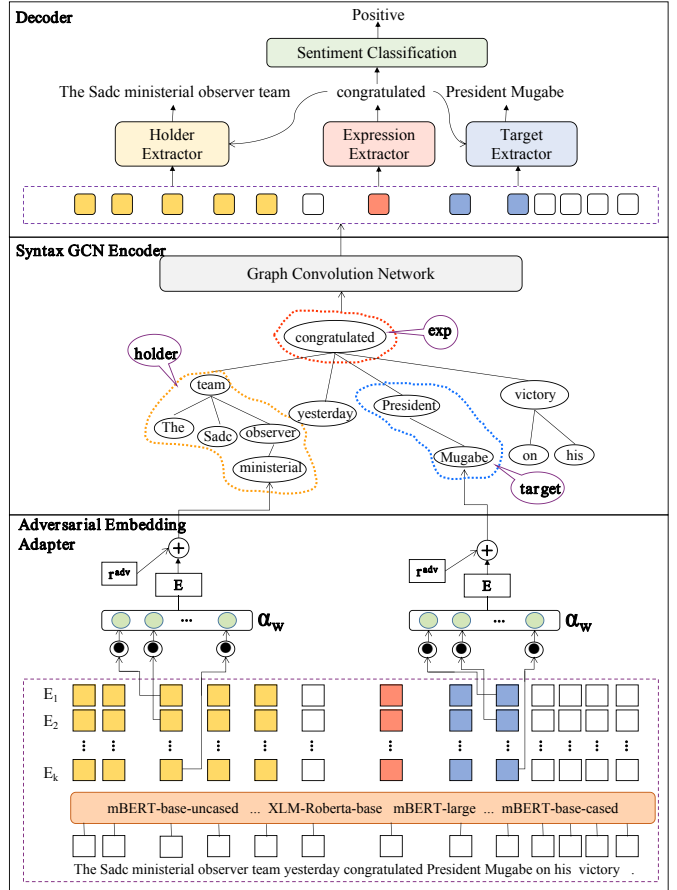 Decoder
Positive
Sentiment Classification
The Sadc ministerial observer team congratulated President Mugabe
Holder Extractor
Expression Extractor
Target Extractor
Syntax GCN Encoder
Graph Convolution Network
congratulated
exp
holder
team
President
victory
yesterday
The
Sadc
observer
on
his
ministerial
Mugabe
target
Adversarial Embedding
Adapter
r^adv
+
E
α_w
...
r^adv
+
E
α_w
...
E₁
E₂
⋮
E_k
mBERT-base-uncased ... XLM-Roberta-base mBERT-large ... mBERT-base-cased
The Sadc ministerial observer team yesterday congratulated President Mugabe on his victory .